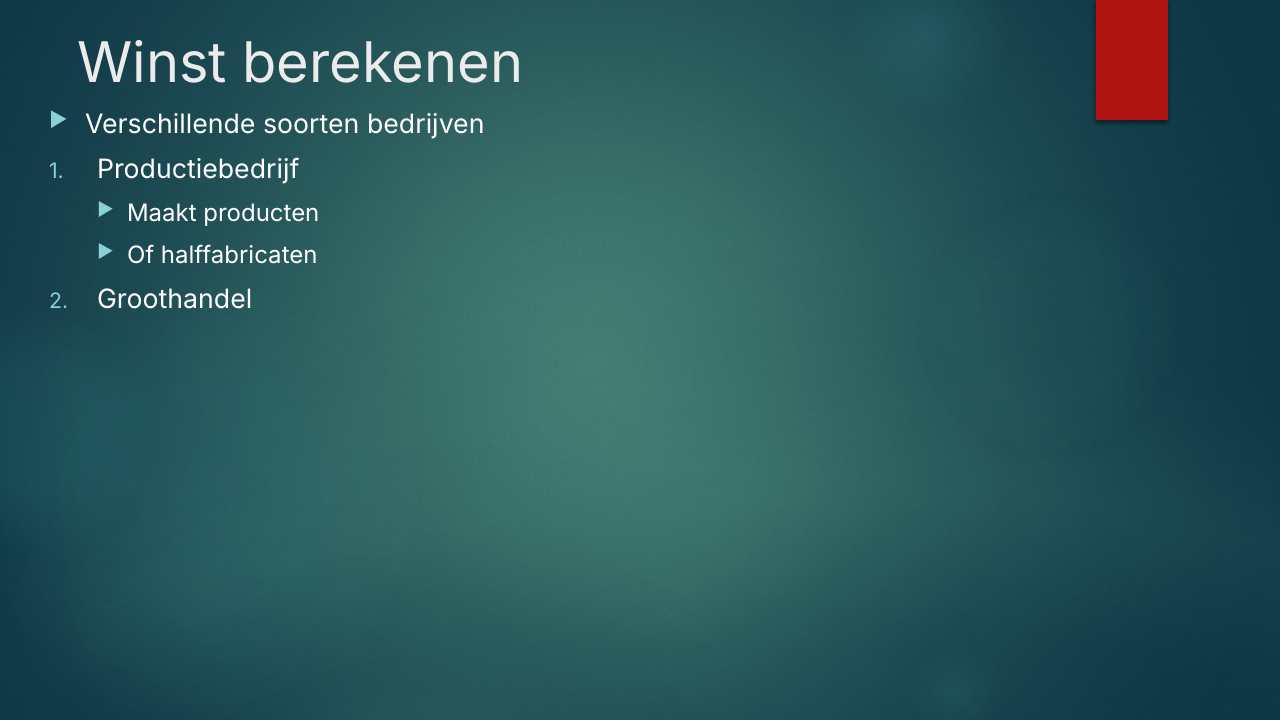 Winst berekenen
Verschillende soorten bedrijven
1. Productiebedrijf
Maakt producten
Of halffabricaten
2. Groothandel